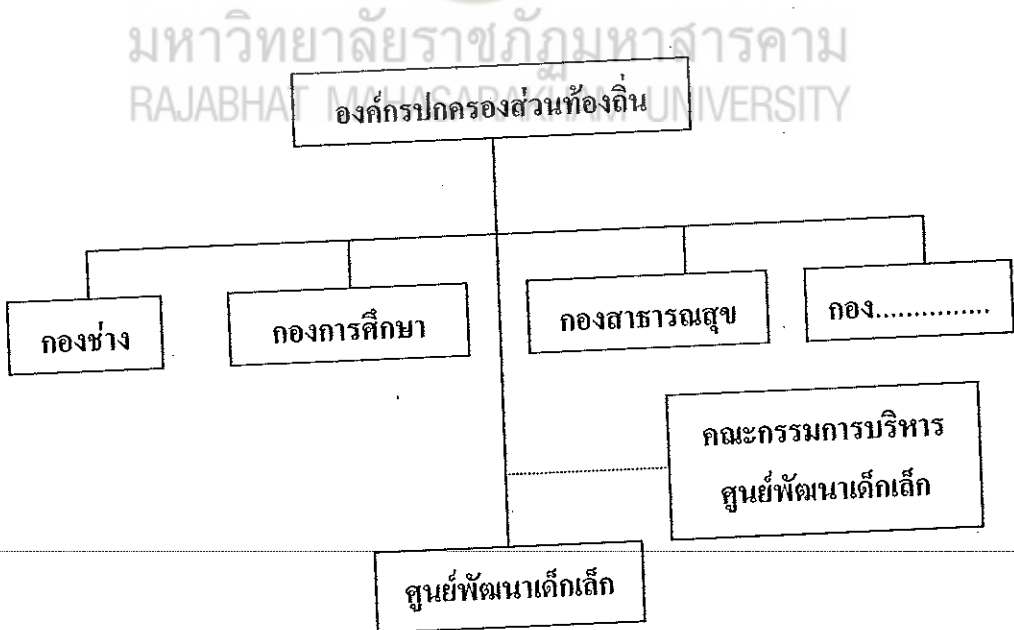 มหาวิทยาลัยราชภัฏมหาสารคาม
RAJABHAT MAHASARAKHAM UNIVERSITY
องค์กรปกครองส่วนท้องถิ่น
กองช่าง
กองการศึกษา
กองสาธารณสุข
กอง...............
คณะกรรมการบริหาร
ศูนย์พัฒนาเด็กเล็ก
ศูนย์พัฒนาเด็กเล็ก